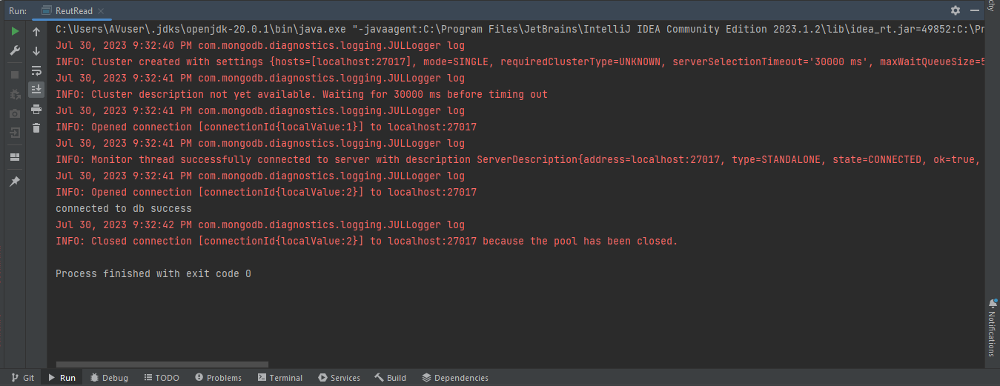 Run: ReutRead
C:\Users\AVuser\.jdks\openjdk-20.0.1\bin\java.exe "-javaagent:C:\Program Files\JetBrains\IntelliJ IDEA Community Edition 2023.1.2\lib\idea_rt.jar=49852:C:\Pr
Jul 30, 2023 9:32:40 PM com.mongodb.diagnostics.logging.JULLogger log
INFO: Cluster created with settings {hosts=[localhost:27017], mode=SINGLE, requiredClusterType=UNKNOWN, serverSelectionTimeout='30000 ms', maxWaitQueueSize=5
Jul 30, 2023 9:32:41 PM com.mongodb.diagnostics.logging.JULLogger log
INFO: Cluster description not yet available. Waiting for 30000 ms before timing out
Jul 30, 2023 9:32:41 PM com.mongodb.diagnostics.logging.JULLogger log
INFO: Opened connection [connectionId{localValue:1}] to localhost:27017
Jul 30, 2023 9:32:41 PM com.mongodb.diagnostics.logging.JULLogger log
INFO: Monitor thread successfully connected to server with description ServerDescription{address=localhost:27017, type=STANDALONE, state=CONNECTED, ok=true,
Jul 30, 2023 9:32:41 PM com.mongodb.diagnostics.logging.JULLogger log
INFO: Opened connection [connectionId{localValue:2}] to localhost:27017
connected to db success
Jul 30, 2023 9:32:42 PM com.mongodb.diagnostics.logging.JULLogger log
INFO: Closed connection [connectionId{localValue:2}] to localhost:27017 because the pool has been closed.
Process finished with exit code 0
chy
Notifications
Git Run Debug TODO Problems Terminal Services Build Dependencies